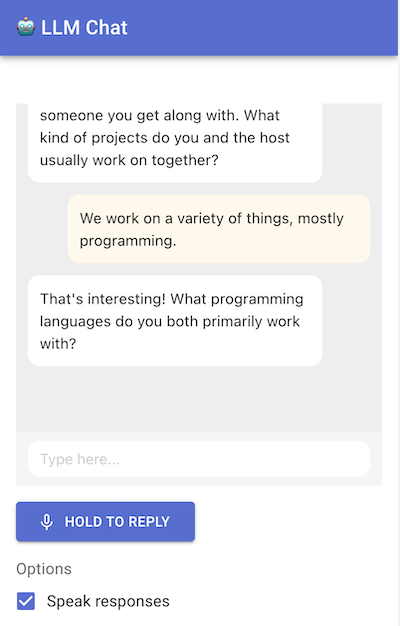 LLM Chat
someone you get along with. What
kind of projects do you and the host
usually work on together?
We work on a variety of things, mostly
programming.
That's interesting! What programming
languages do you both primarily work
with?
Type here...
HOLD TO REPLY
Options
Speak responses